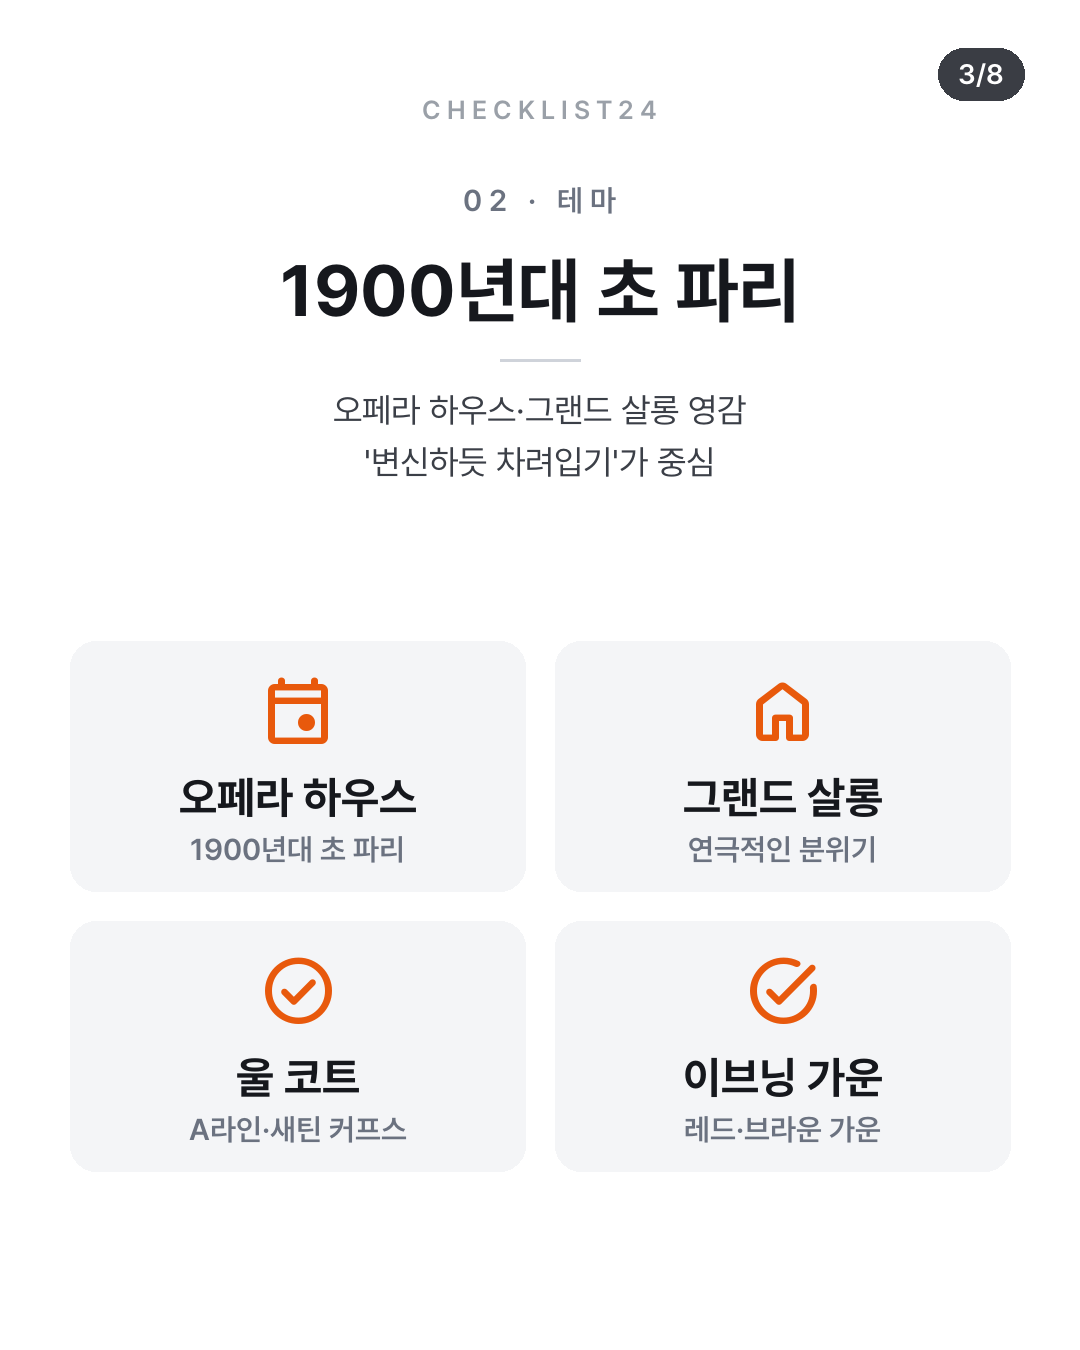 3/8
CHECKLIST24
02 · 테마
1900년대 초 파리
오페라 하우스·그랜드 살롱 영감
'변신하듯 차려입기'가 중심
오페라 하우스
1900년대 초 파리
그랜드 살롱
연극적인 분위기
울 코트
A라인·새틴 커프스
이브닝 가운
레드·브라운 가운